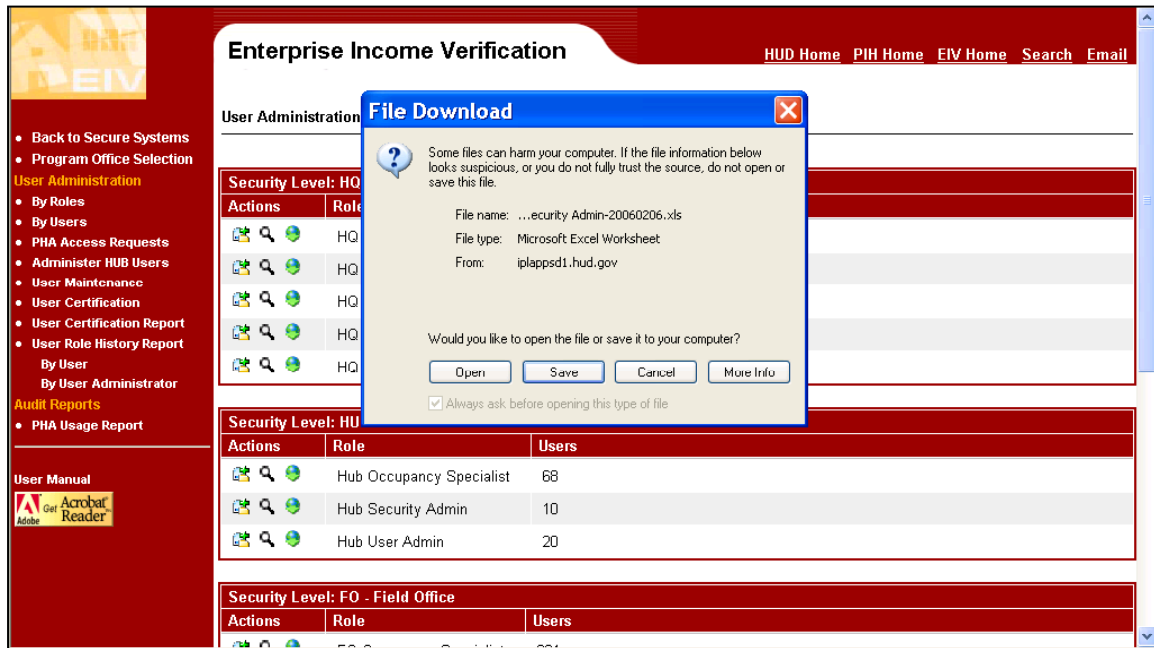 EIV
Enterprise Income Verification
HUD Home PIH Home EIV Home Search Email
Back to Secure Systems
Program Office Selection
User Administration
By Roles
By Users
PHA Access Requests
Administer HUB Users
User Maintenance
User Certification
User Certification Report
User Role History Report
By User
By User Administrator
Audit Reports
PHA Usage Report
User Manual
Get Acrobat
Adobe Reader
User Administration
Security Level: HQ
Actions
HQ
HQ
HQ
HQ
HQ
File Download
Some files can harm your computer. If the file information below
looks suspicious, or you do not fully trust the source, do not open or
save this file.
File name: ...ecurity Admin-20060206.xls
File type: Microsoft Excel Worksheet
From: iplappsd1.hud.gov
Would you like to open the file or save it to your computer?
Open Save Cancel More Info
Always ask before opening this type of file
Security Level: HU
Actions Role Users
Hub Occupancy Specialist 68
Hub Security Admin 10
Hub User Admin 20
Security Level: FO - Field Office
Actions Role Users